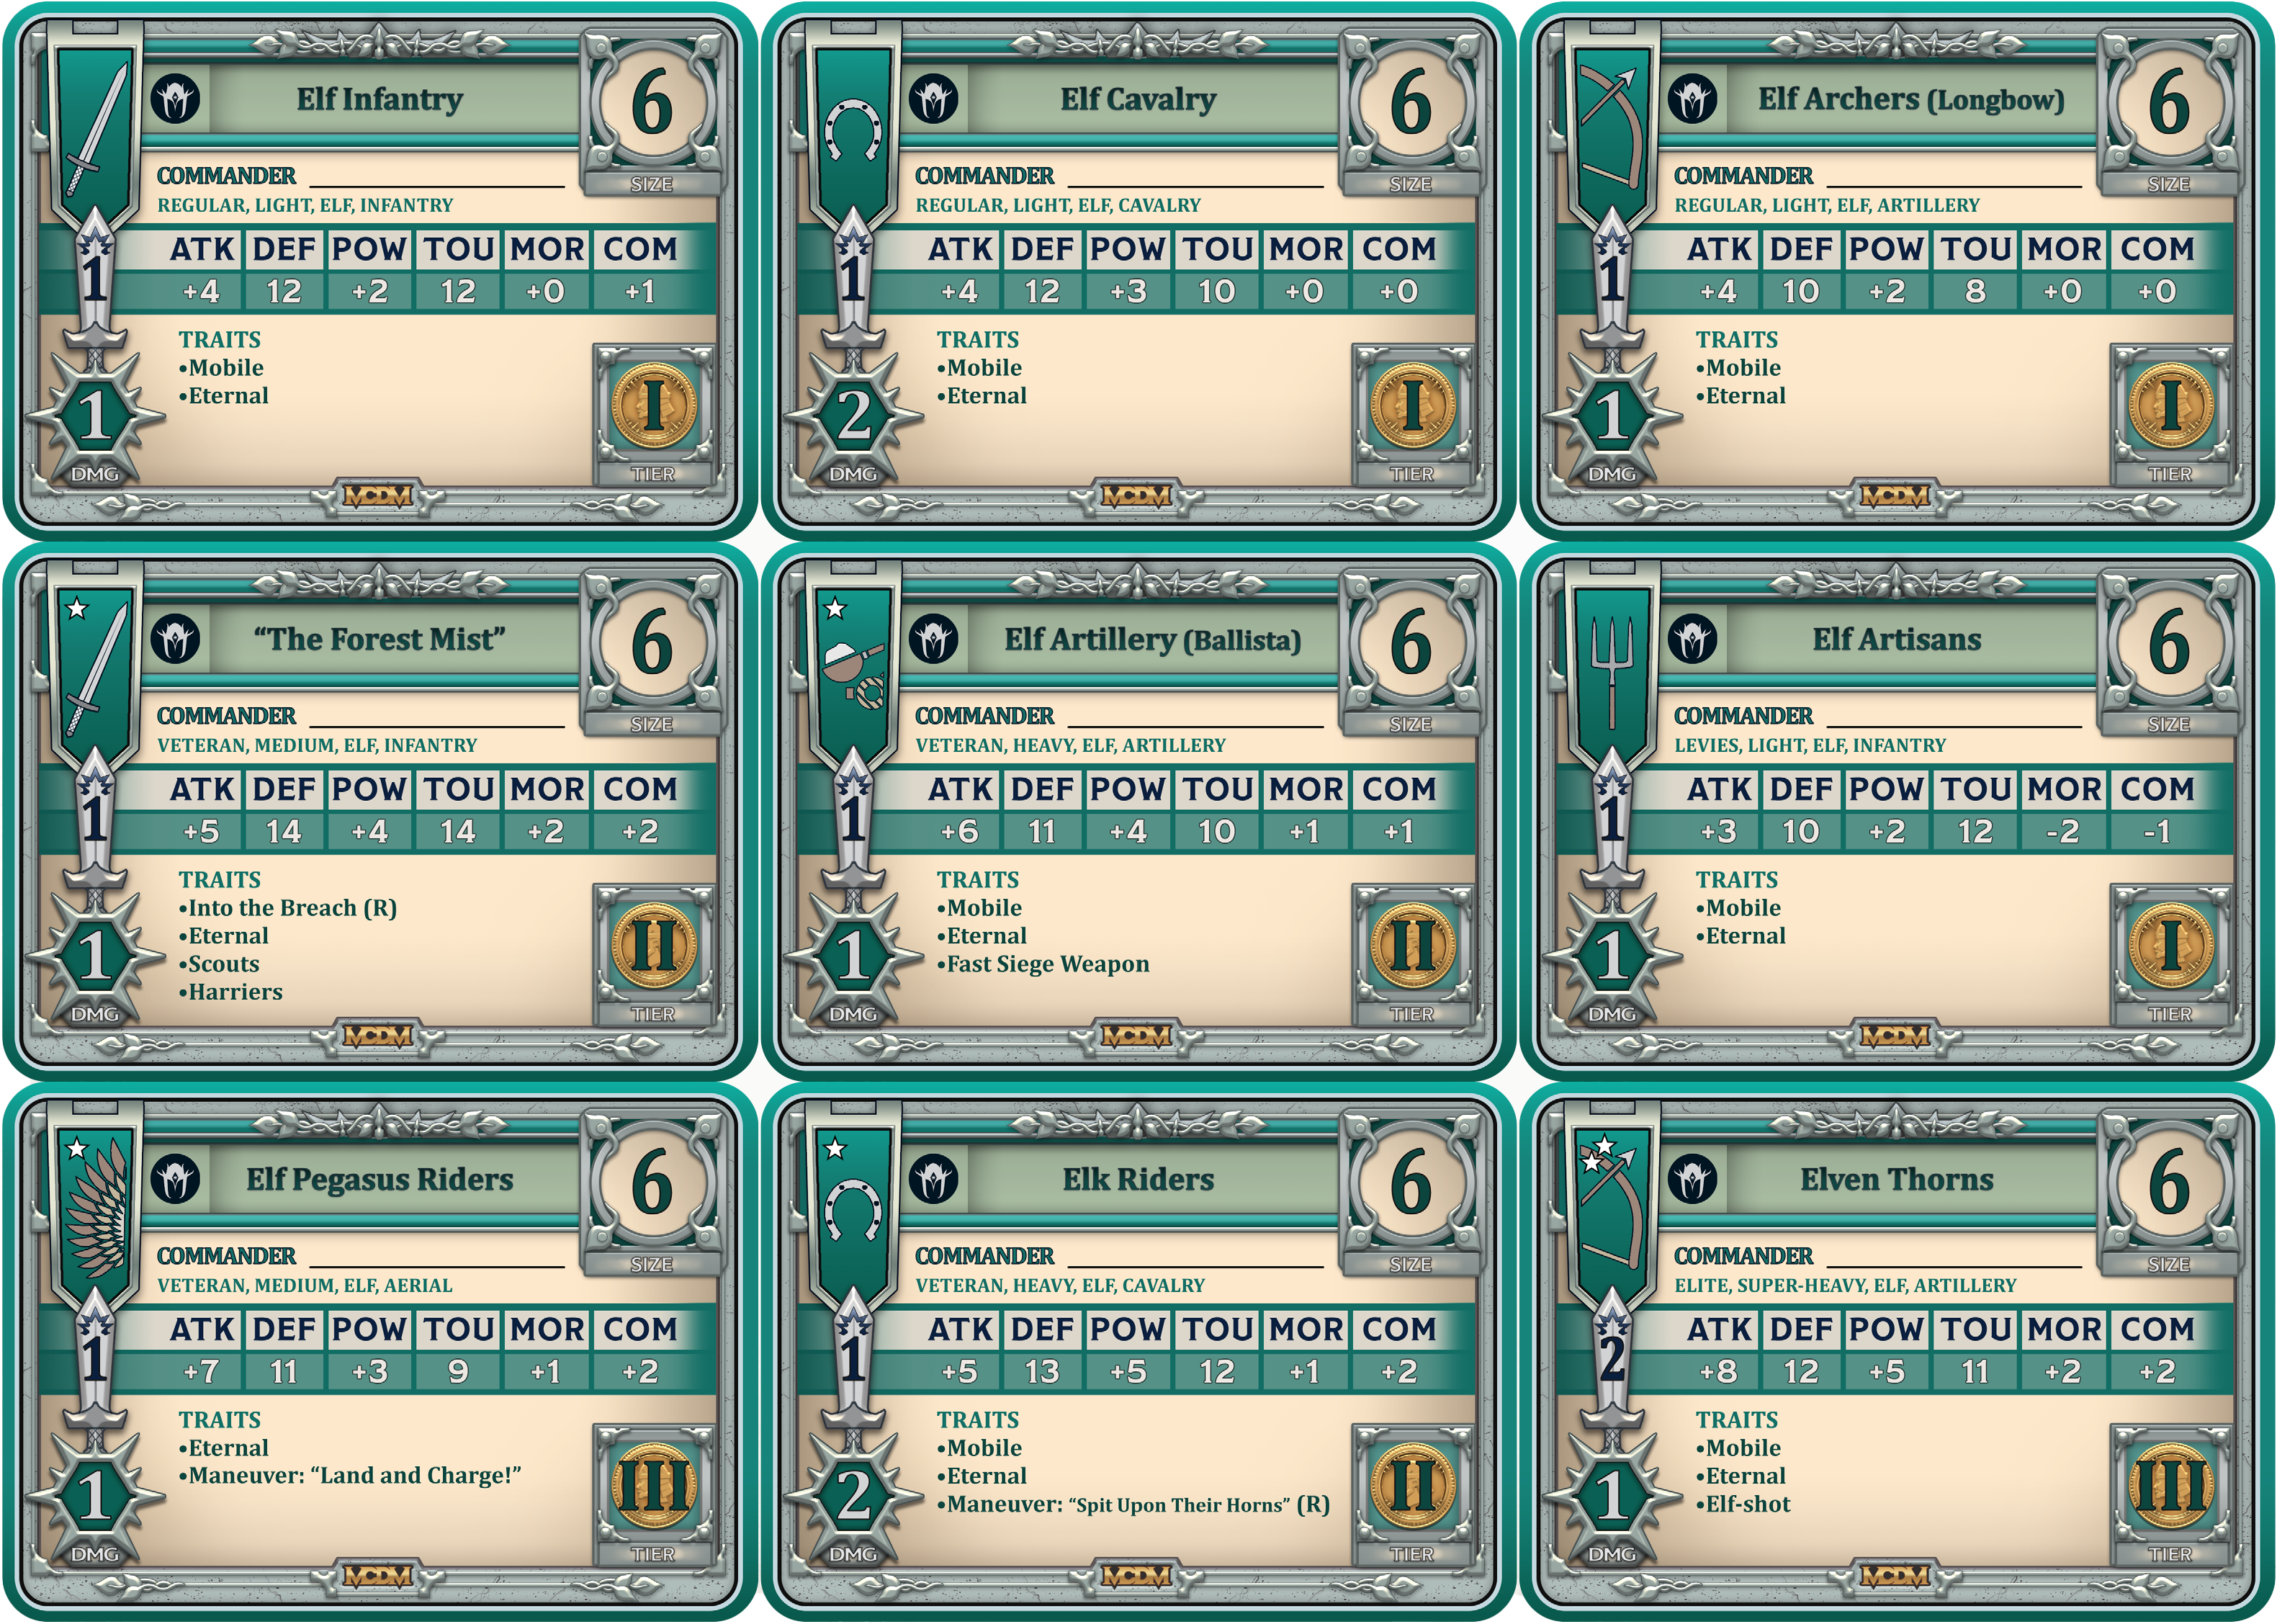 Elf Infantry
6
SIZE
COMMANDER
REGULAR, LIGHT, ELF, INFANTRY
ATK DEF POW TOU MOR COM
1
+4 12 +2 12 +0 +1
TRAITS
•Mobile
•Eternal
1
DMG
I
TIER
MCDM
Elf Cavalry
6
SIZE
COMMANDER
REGULAR, LIGHT, ELF, CAVALRY
ATK DEF POW TOU MOR COM
1
+4 12 +3 10 +0 +0
TRAITS
•Mobile
•Eternal
2
DMG
I
TIER
MCDM
Elf Archers (Longbow)
6
SIZE
COMMANDER
REGULAR, LIGHT, ELF, ARTILLERY
ATK DEF POW TOU MOR COM
1
+4 10 +2 8 +0 +0
TRAITS
•Mobile
•Eternal
1
DMG
I
TIER
MCDM
“The Forest Mist”
6
SIZE
COMMANDER
VETERAN, MEDIUM, ELF, INFANTRY
ATK DEF POW TOU MOR COM
1
+5 14 +4 14 +2 +2
TRAITS
•Into the Breach (R)
•Eternal
•Scouts
•Harriers
1
DMG
II
TIER
MCDM
Elf Artillery (Ballista)
6
SIZE
COMMANDER
VETERAN, HEAVY, ELF, ARTILLERY
ATK DEF POW TOU MOR COM
1
+6 11 +4 10 +1 +1
TRAITS
•Mobile
•Eternal
•Fast Siege Weapon
1
DMG
II
TIER
MCDM
Elf Artisans
6
SIZE
COMMANDER
LEVIES, LIGHT, ELF, INFANTRY
ATK DEF POW TOU MOR COM
1
+3 10 +2 12 -2 -1
TRAITS
•Mobile
•Eternal
1
DMG
I
TIER
MCDM
Elf Pegasus Riders
6
SIZE
COMMANDER
VETERAN, MEDIUM, ELF, AERIAL
ATK DEF POW TOU MOR COM
1
+7 11 +3 9 +1 +2
TRAITS
•Eternal
•Maneuver: “Land and Charge!”
1
DMG
III
TIER
MCDM
Elk Riders
6
SIZE
COMMANDER
VETERAN, HEAVY, ELF, CAVALRY
ATK DEF POW TOU MOR COM
1
+5 13 +5 12 +1 +2
TRAITS
•Mobile
•Eternal
•Maneuver: “Spit Upon Their Horns” (R)
2
DMG
II
TIER
MCDM
Elven Thorns
6
SIZE
COMMANDER
ELITE, SUPER-HEAVY, ELF, ARTILLERY
ATK DEF POW TOU MOR COM
2
+8 12 +5 11 +2 +2
TRAITS
•Mobile
•Eternal
•Elf-shot
1
DMG
III
TIER
MCDM